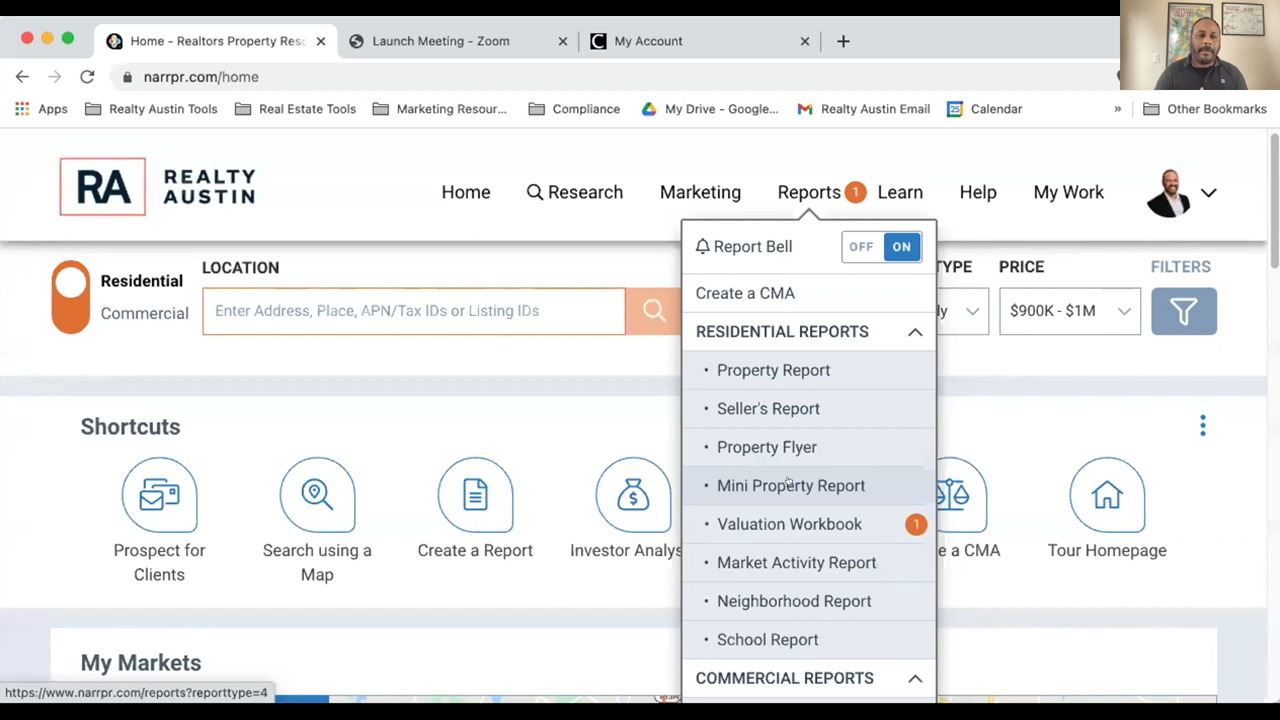 Home - Realtors Property Resc
Launch Meeting - Zoom
C My Account
narrpr.com/home
Apps
Realty Austin Tools
Real Estate Tools
Marketing Resour...
Compliance
My Drive - Google...
Realty Austin Email
25
Calendar
»
Other Bookmarks
RA
REALTY
AUSTIN
Home
Research
Marketing
Reports 1
Learn
Help
My Work
Residential
Commercial
LOCATION
Enter Address, Place, APN/Tax IDs or Listing IDs
Report Bell
OFF ON
Create a CMA
RESIDENTIAL REPORTS
• Property Report
• Seller's Report
• Property Flyer
• Mini Property Report
• Valuation Workbook 1
• Market Activity Report
• Neighborhood Report
• School Report
COMMERCIAL REPORTS
TYPE
ly
PRICE
$900K - $1M
FILTERS
Shortcuts
Prospect for
Clients
Search using a
Map
Create a Report
Investor Analys
e a CMA
Tour Homepage
My Markets
https://www.narrpr.com/reports?reporttype=4